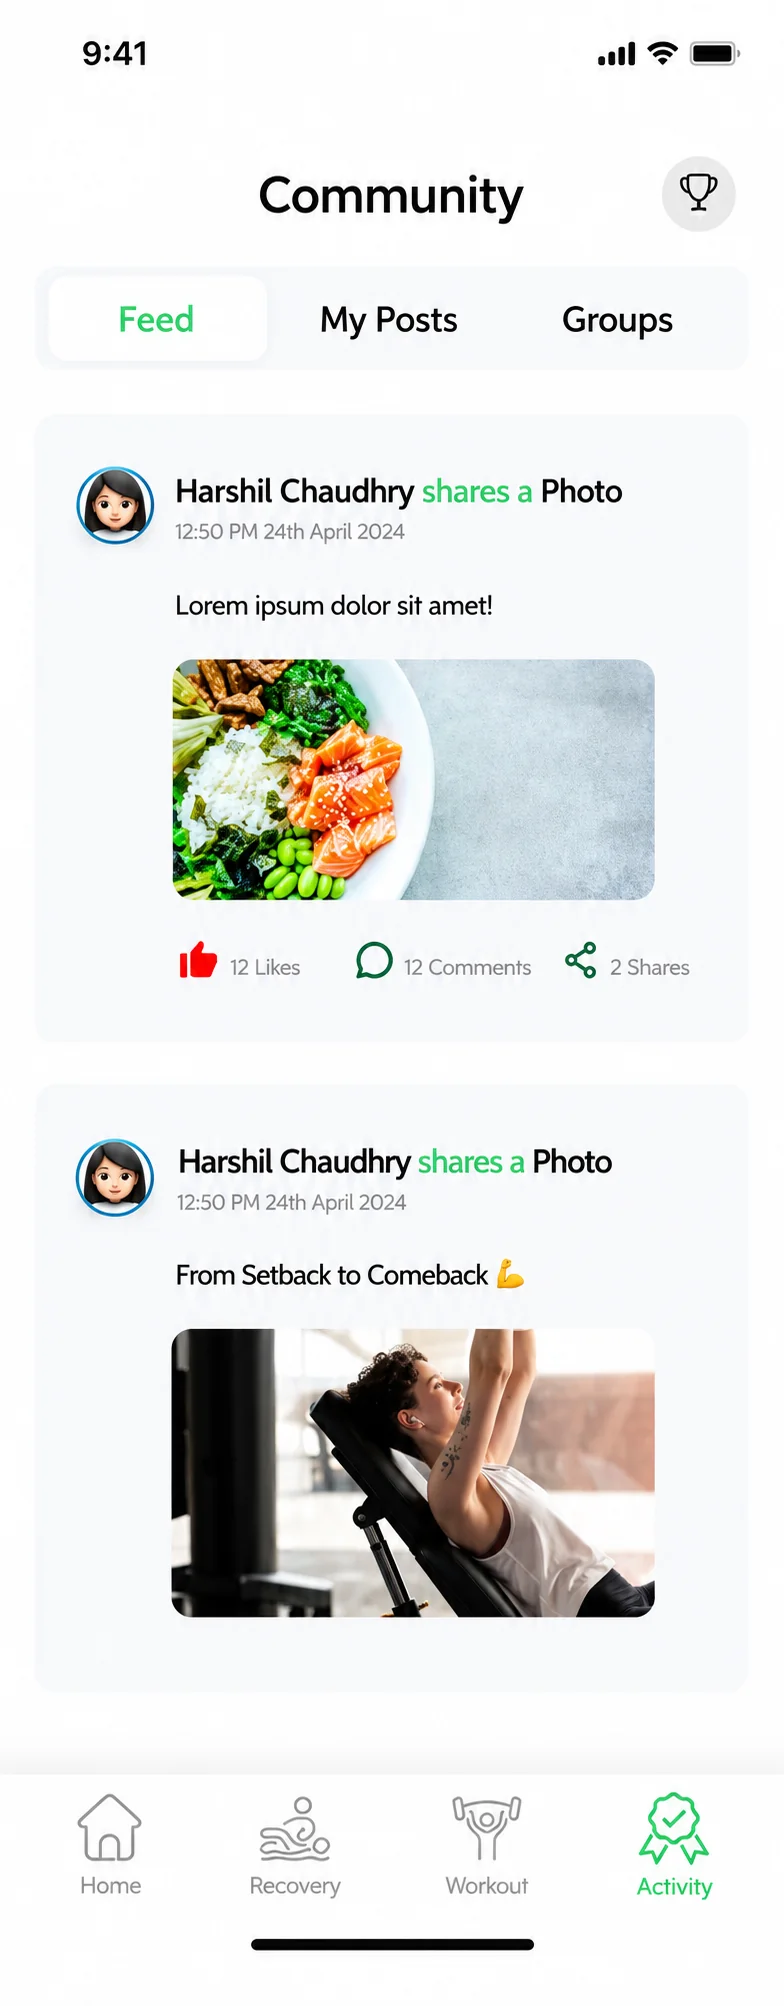 9:41
Community
Feed
My Posts
Groups
Harshil Chaudhry shares a Photo
12:50 PM 24th April 2024
Lorem ipsum dolor sit amet!
12 Likes
12 Comments
2 Shares
Harshil Chaudhry shares a Photo
12:50 PM 24th April 2024
From Setback to Comeback 💪
Home
Recovery
Workout
Activity